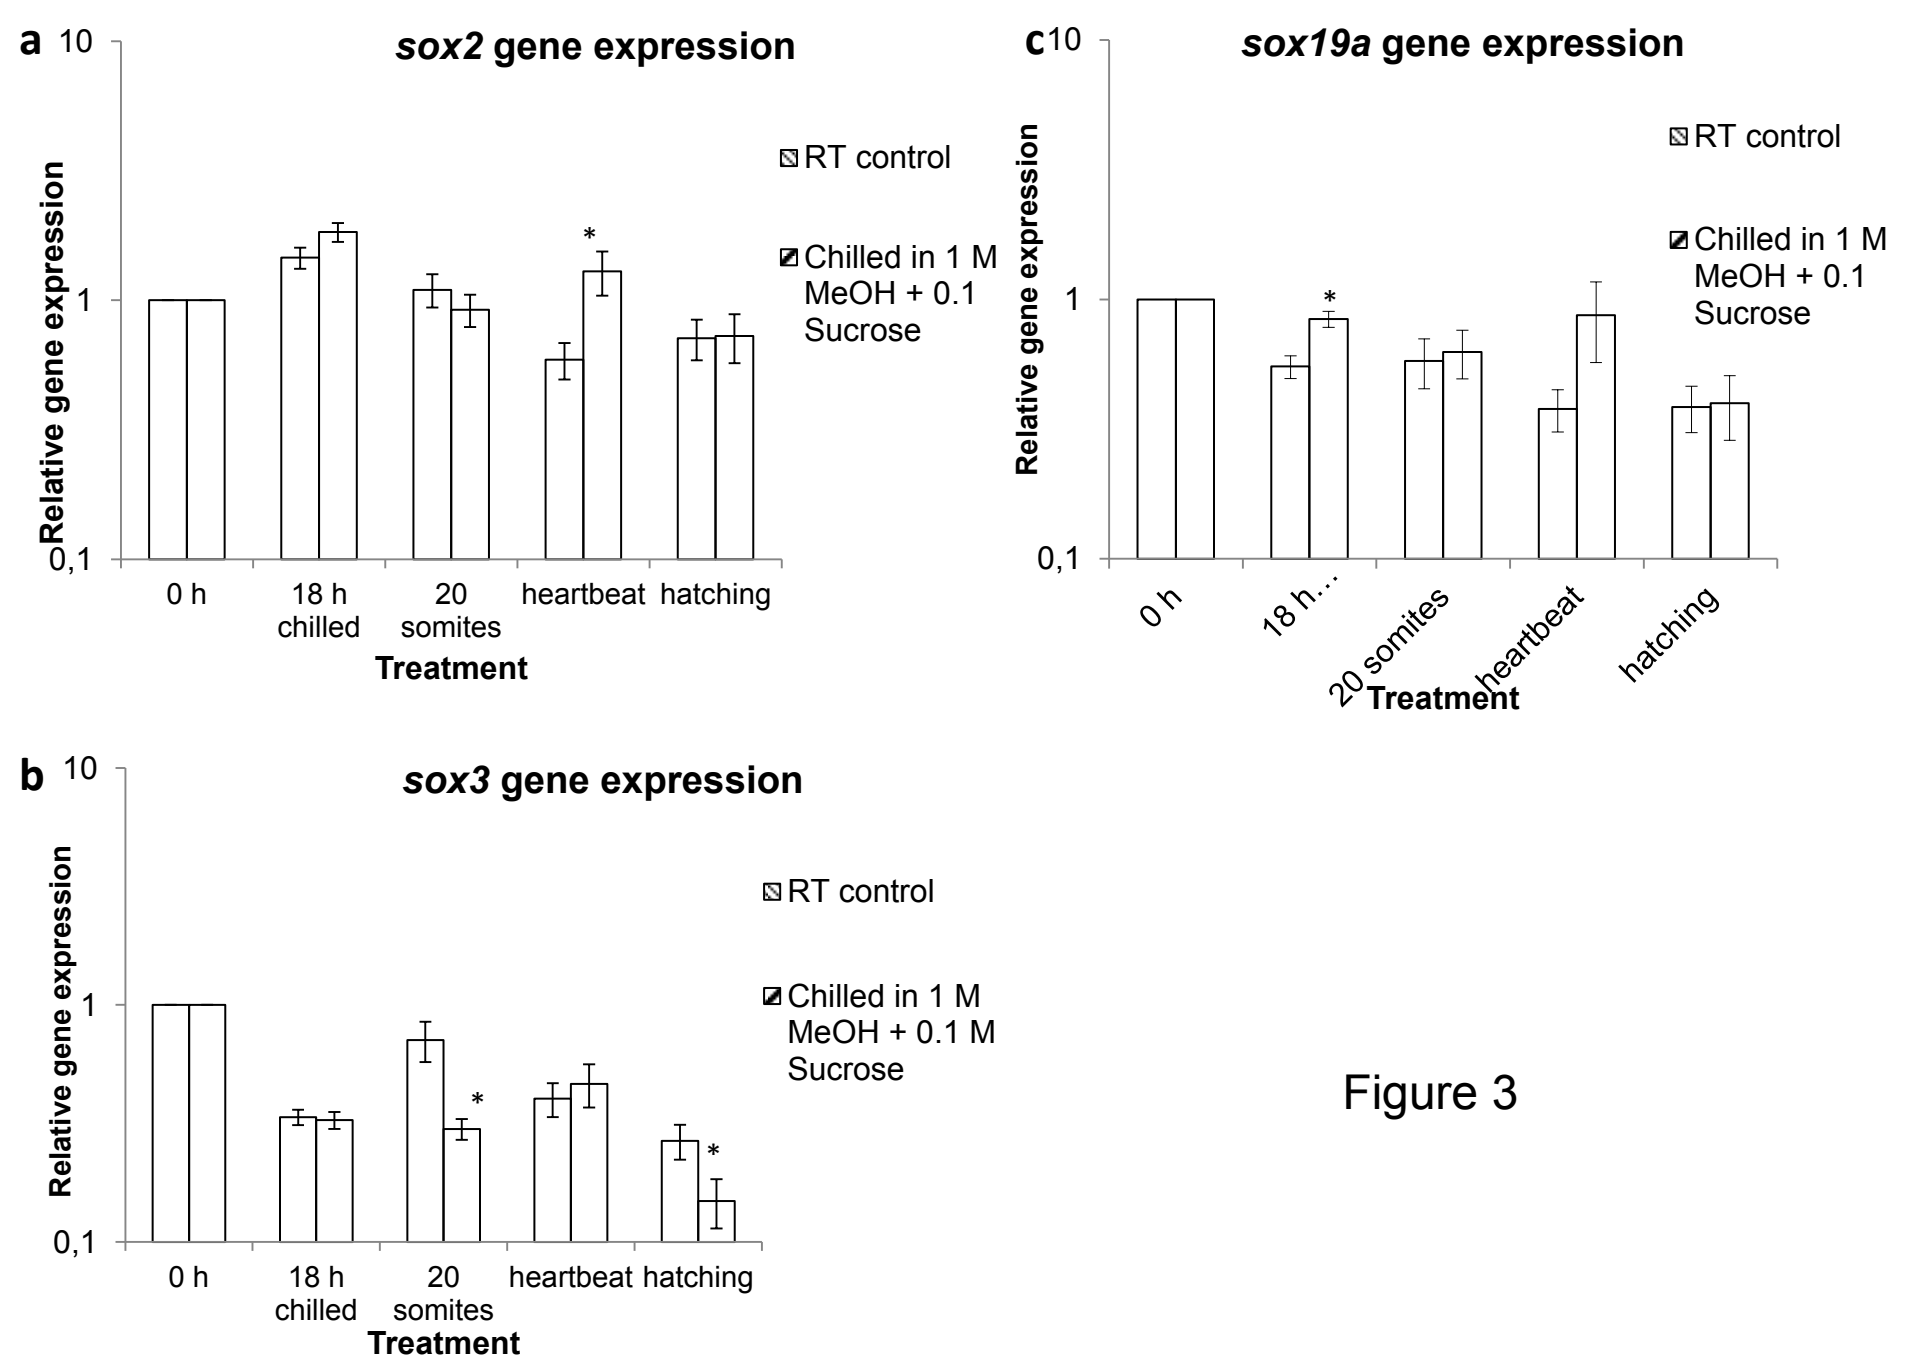 a
sox2 gene expression
10
1
0,1
Relative gene expression
RT control
Chilled in 1 M
MeOH + 0.1
Sucrose
*
0 h
18 h
chilled
20
somites
heartbeat
hatching
Treatment
c
sox19a gene expression
10
1
0,1
Relative gene expression
RT control
Chilled in 1 M
MeOH + 0.1
Sucrose
*
0 h
18 h…
20 somites
heartbeat
hatching
Treatment
b
sox3 gene expression
10
1
0,1
Relative gene expression
RT control
Chilled in 1 M
MeOH + 0.1 M
Sucrose
*
*
0 h
18 h
chilled
20
somites
heartbeat
hatching
Treatment
Figure 3